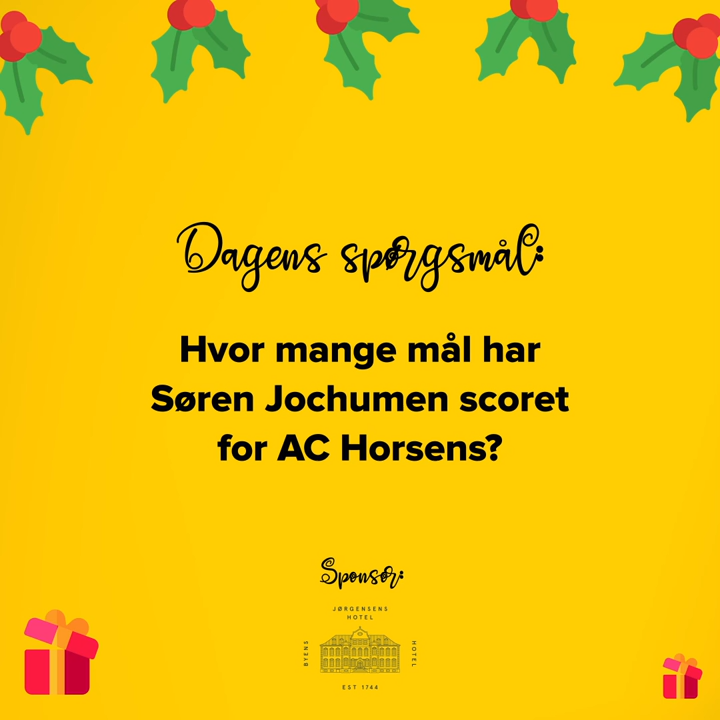 Dagens spørgsmål:
Hvor mange mål har
Søren Jochumen scoret
for AC Horsens?
Sponsor:
JØRGENSENS
HOTEL
BYENS
HOTEL
EST 1744